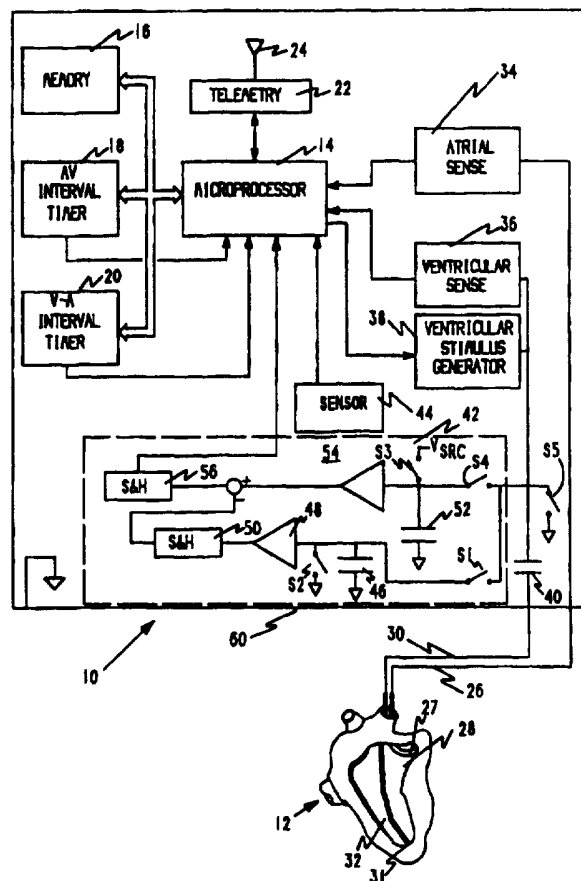 16
24
34
MEMORY
TELEMETRY
22
ATRIAL
SENSE
18
14
AV
INTERVAL
TIMER
MICROPROCESSOR
36
VENTRICULAR
SENSE
20
38
V-A
INTERVAL
TIMER
VENTRICULAR
STIMULUS
GENERATOR
SENSOR
44
42
54
S3
V SRC
S4
S5
S&H
56
+
-
52
48
S&H
50
S1
S2
46
40
60
30
10
26
27
28
12
32
31